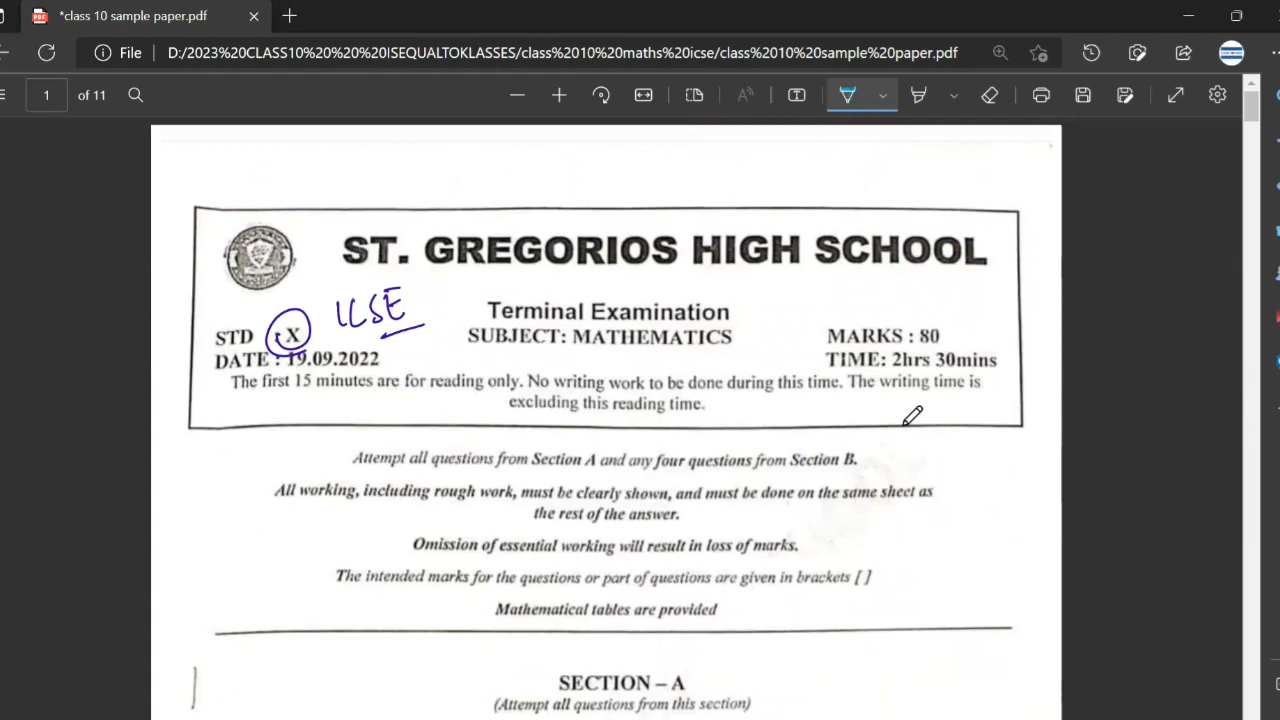 *class 10 sample paper.pdf
File D:/2023%20CLASS10%20%20%20ISEQUALTOKLASSES/class%2010%20maths%20icse/class%2010%20sample%20paper.pdf
1 of 11
ST. GREGORIOS HIGH SCHOOL
ICSE
Terminal Examination
STD : X SUBJECT: MATHEMATICS MARKS : 80
DATE : 19.09.2022 TIME: 2hrs 30mins
The first 15 minutes are for reading only. No writing work to be done during this time. The writing time is
excluding this reading time.
Attempt all questions from Section A and any four questions from Section B.
All working, including rough work, must be clearly shown, and must be done on the same sheet as
the rest of the answer.
Omission of essential working will result in loss of marks.
The intended marks for the questions or part of questions are given in brackets [ ]
Mathematical tables are provided
SECTION – A
(Attempt all questions from this section)